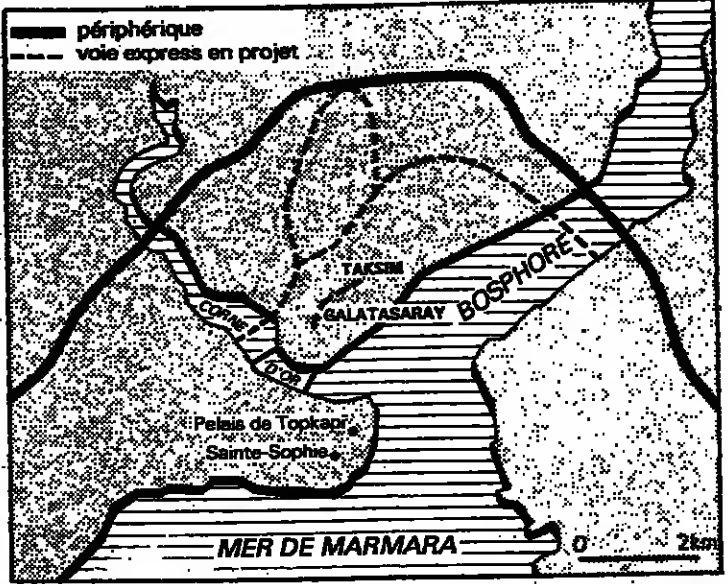 périphérique
voie express en projet
TAKSIM
GALATASARAY
BOSPHORE
CORNE
D'OR
Palais de Topkapı
Sainte-Sophie
MER DE MARMARA
0 2km